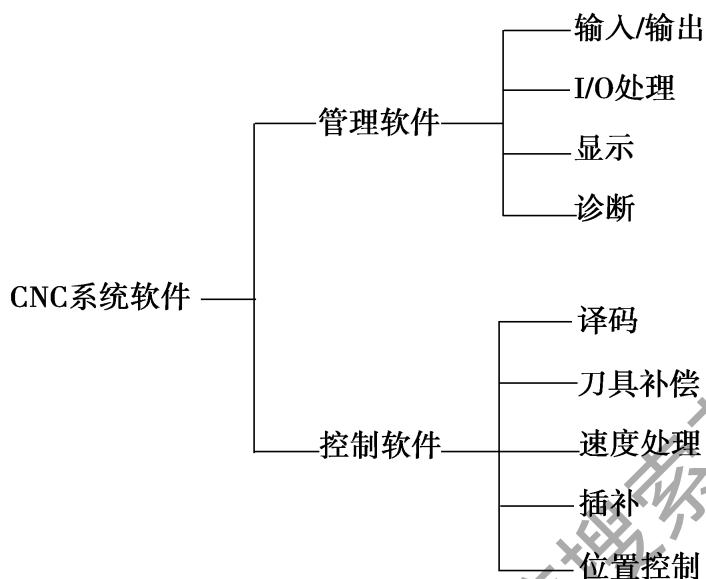 输入/输出
I/O处理
管理软件
显示
诊断
CNC系统软件
译码
刀具补偿
控制软件
速度处理
插补
位置控制
搜索